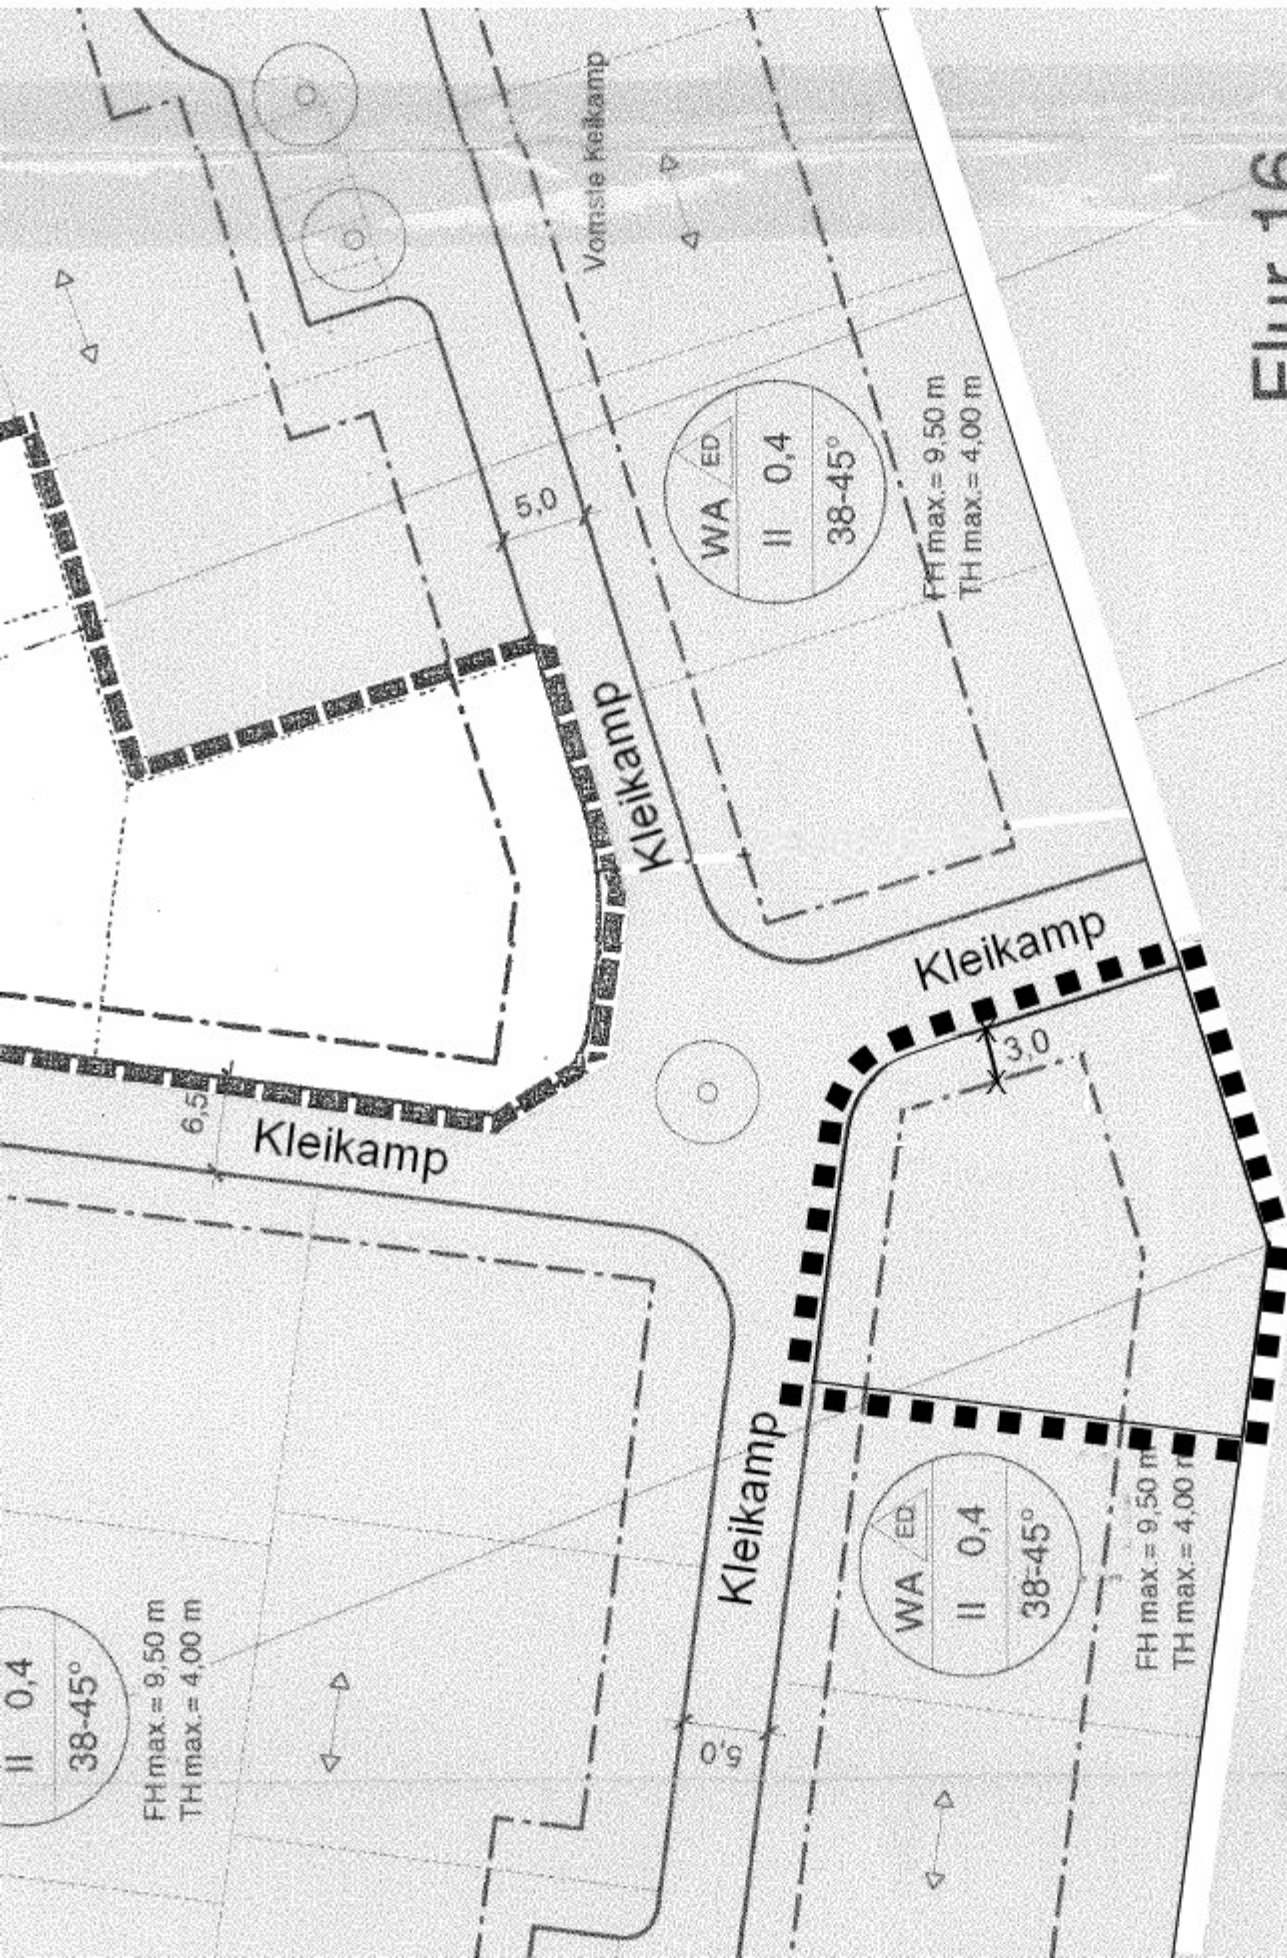 Vornste Keikamp
Flur 16
5,0
WA ED
II 0,4
38-45°
FH max.= 9,50 m
TH max.= 4,00 m
Kleikamp
Kleikamp
3,0
6,5
Kleikamp
Kleikamp
WA ED
II 0,4
38-45°
FH max.= 9,50 m
TH max.= 4,00 m
II 0,4
38-45°
FH max.= 9,50 m
TH max.= 4,00 m
5,0